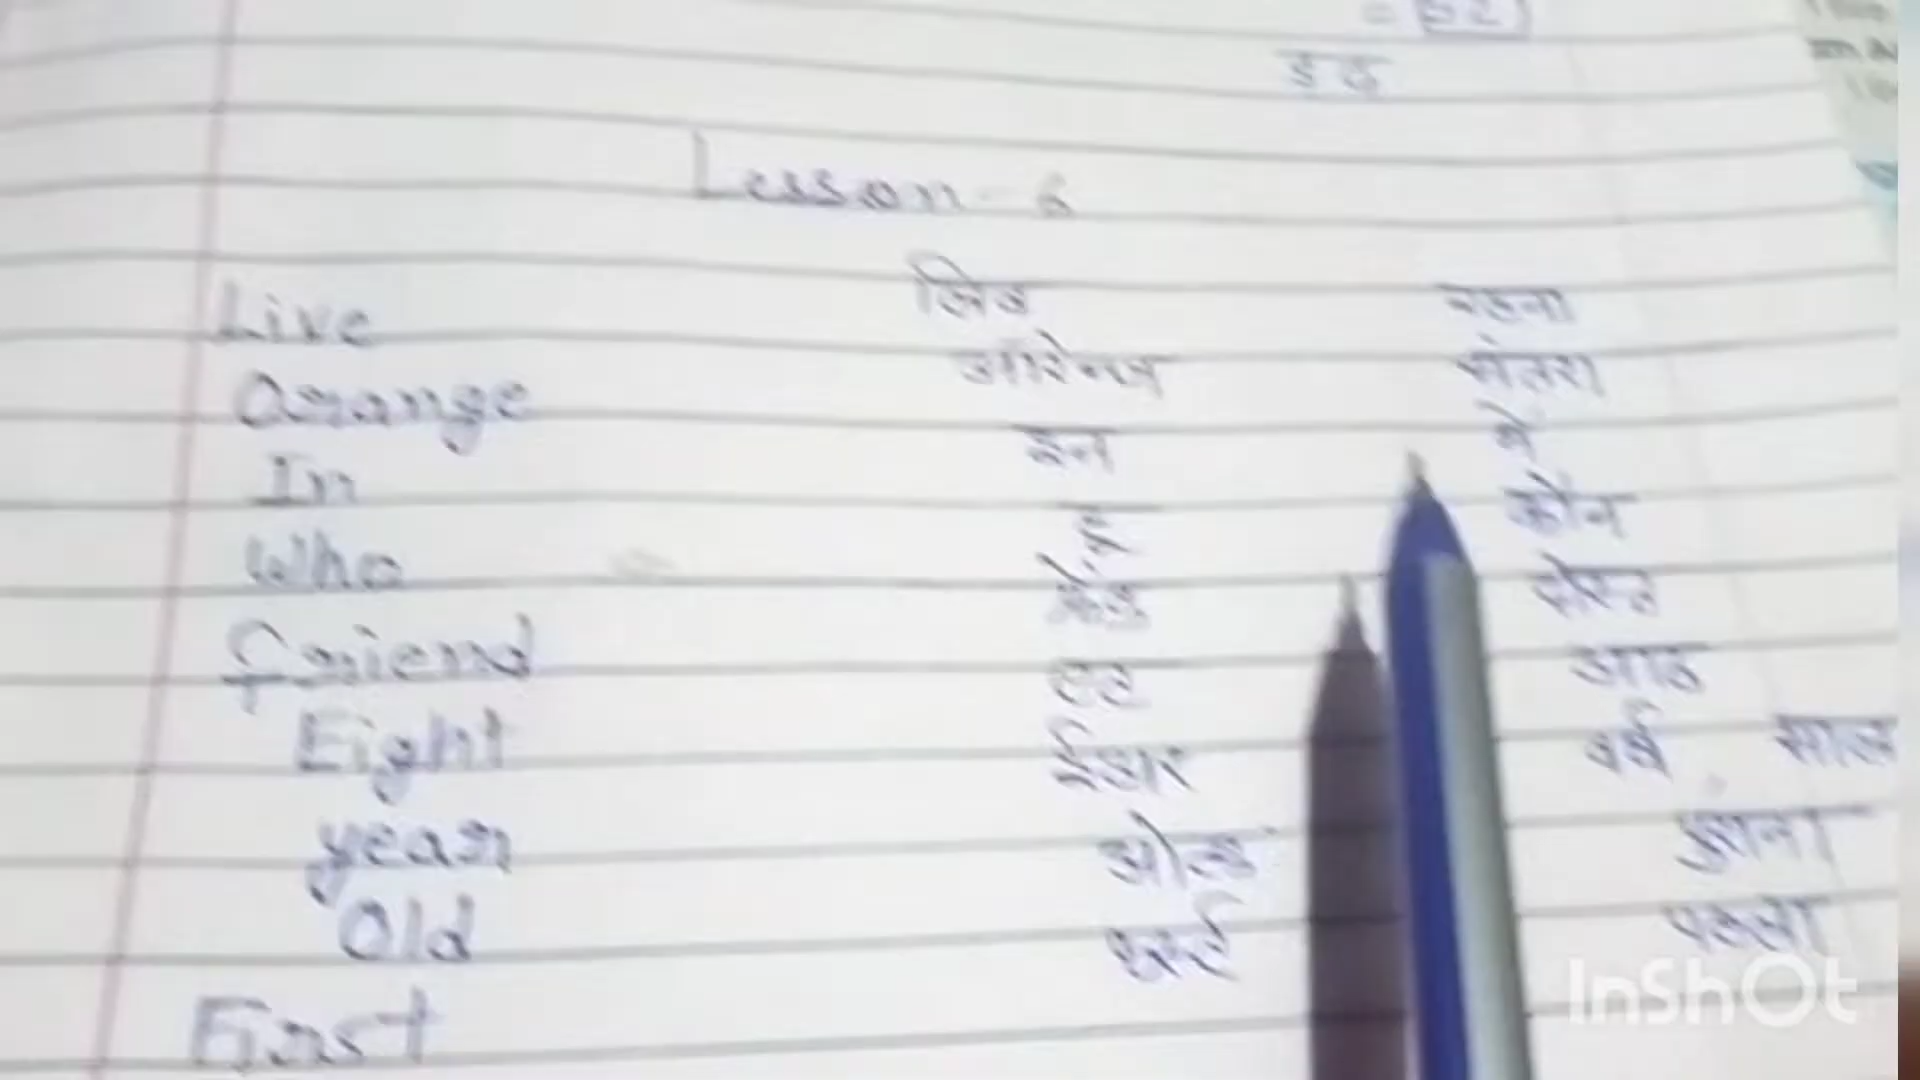 Lesson - 6
Live लिव रहना
Orange ऑरेन्ज संतरा
In इन में
Who हू कौन
friend फ्रेंड दोस्त
Eight एट आठ
year ईअर वर्ष साल
Old ओल्ड पुराना
First फर्स्ट पहला
InShOt